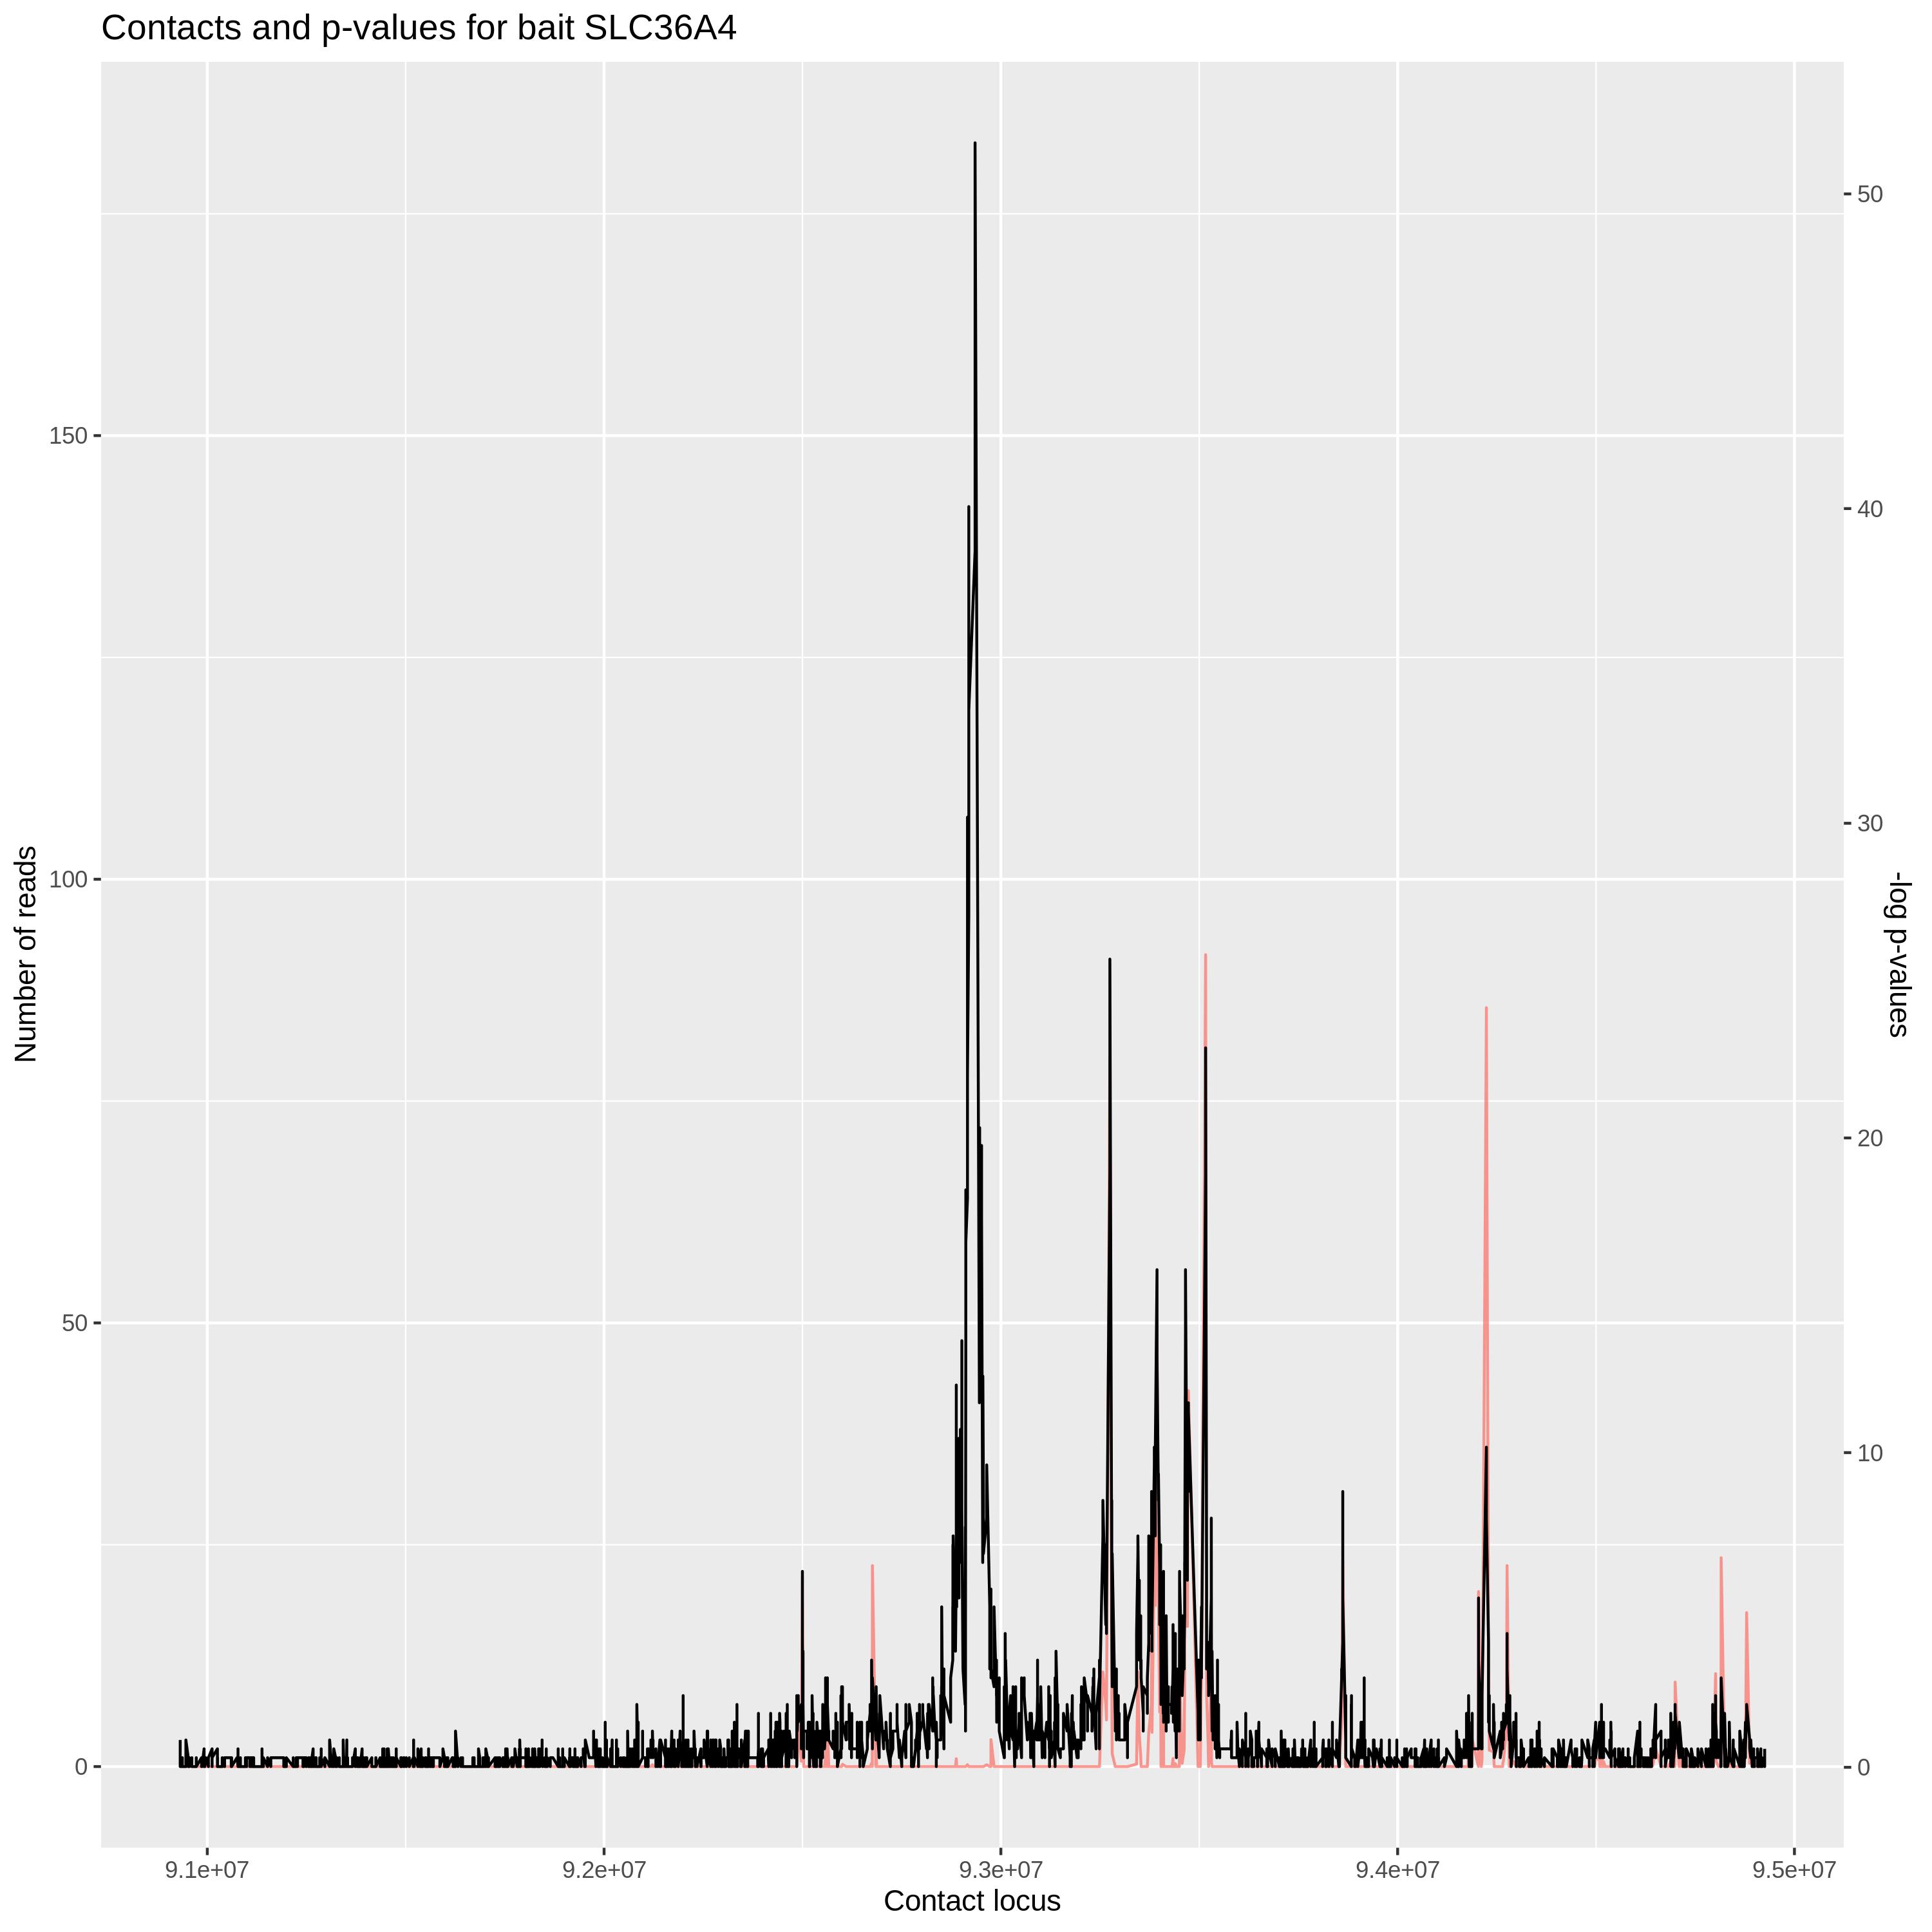 Contacts and p-values for bait SLC36A4
Number of reads
150
100
50
0
50
40
30
20
10
0
-log p-values
9.1e+07 9.2e+07 9.3e+07 9.4e+07 9.5e+07
Contact locus